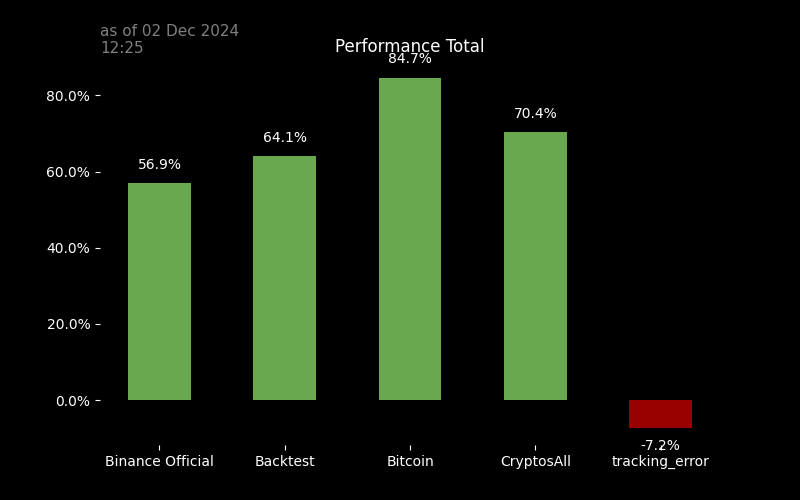 as of 02 Dec 2024
12:25
Performance Total
84.7%
80.0%
70.4%
64.1%
56.9%
60.0%
40.0%
20.0%
0.0%
-7.2%
Binance Official
Backtest
Bitcoin
CryptosAll
tracking_error